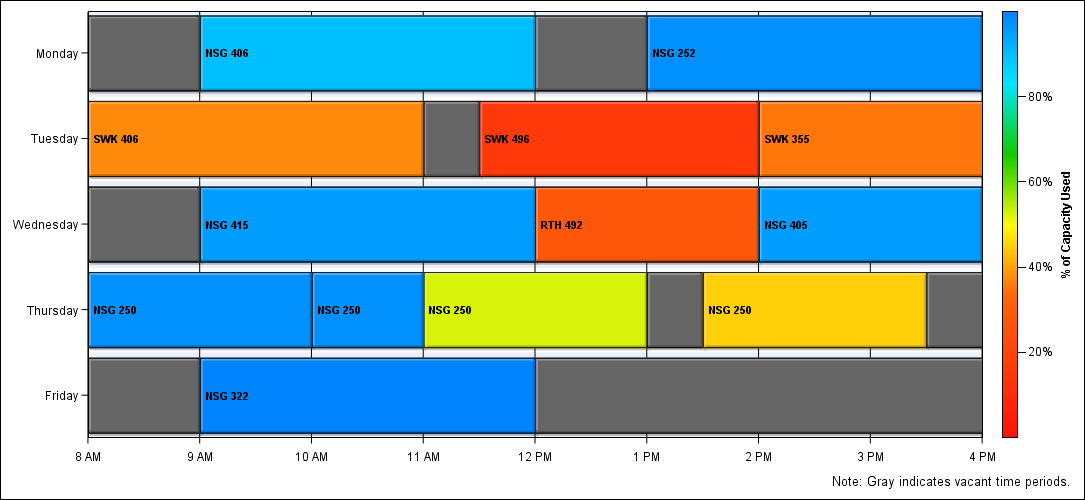 Monday
NSG 406
NSG 252
Tuesday
SWK 406
SWK 496
SWK 355
Wednesday
NSG 415
RTH 492
NSG 405
Thursday
NSG 250
NSG 250
NSG 250
NSG 250
Friday
NSG 322
8 AM 9 AM 10 AM 11 AM 12 PM 1 PM 2 PM 3 PM 4 PM
80%
60%
40%
20%
% of Capacity Used
Note: Gray indicates vacant time periods.